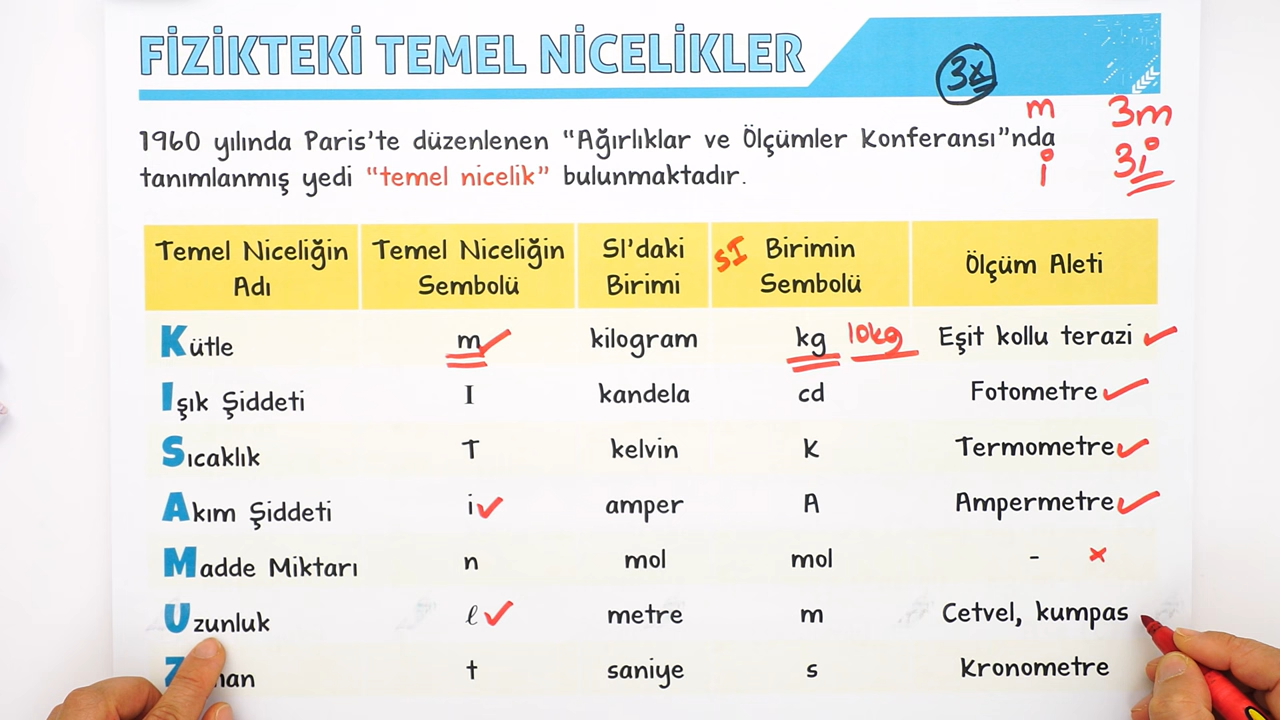 FİZİKTEKİ TEMEL NİCELİKLER
3x
m 3m
1960 yılında Paris'te düzenlenen “Ağırlıklar ve Ölçümler Konferansı”nda
i 3i
tanımlanmış yedi “temel nicelik” bulunmaktadır.
Temel Niceliğin Adı
Temel Niceliğin Sembolü
SI'daki Birimi
SI Birimin Sembolü
Ölçüm Aleti
Kütle m kilogram kg 10kg Eşit kollu terazi
Işık Şiddeti I kandela cd Fotometre
Sıcaklık T kelvin K Termometre
Akım Şiddeti i amper A Ampermetre
Madde Miktarı n mol mol -
Uzunluk ℓ metre m Cetvel, kumpas
t saniye s Kronometre